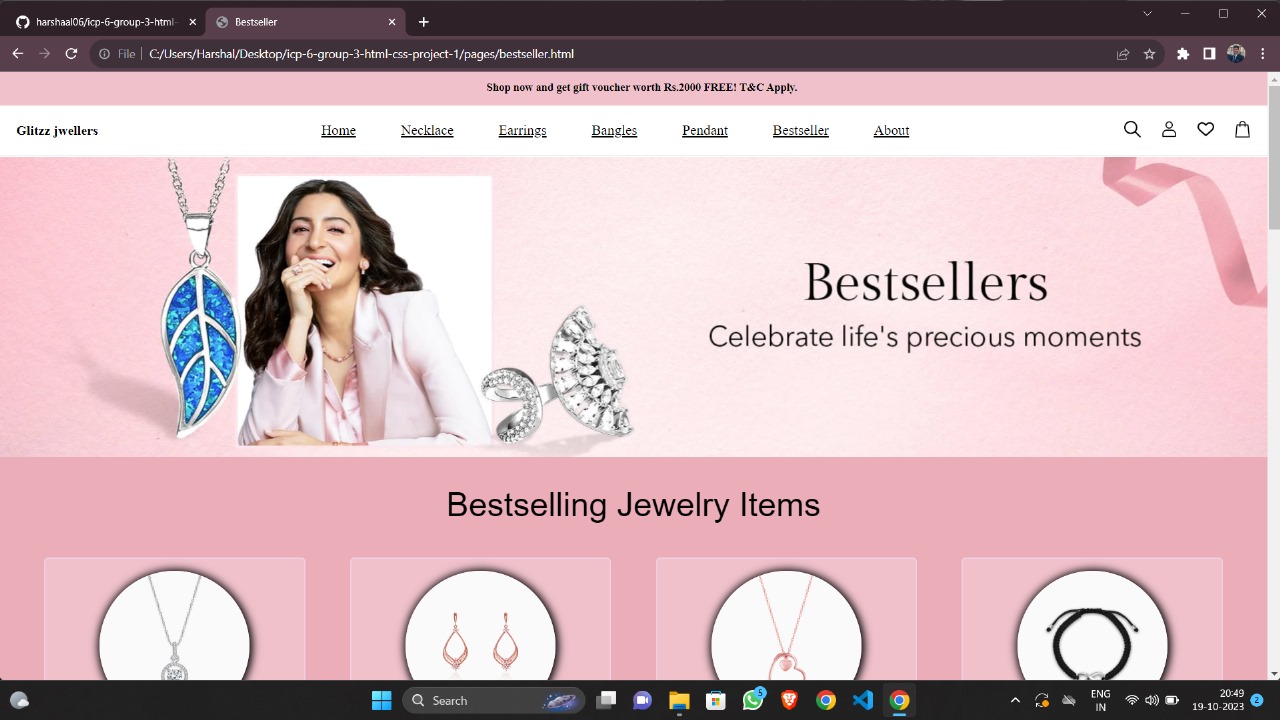 harshaal06/icp-6-group-3-html-
Bestseller
File
C:/Users/Harshal/Desktop/icp-6-group-3-html-css-project-1/pages/bestseller.html
Shop now and get gift voucher worth Rs.2000 FREE! T&C Apply.
Glitzz jwellers
Home
Necklace
Earrings
Bangles
Pendant
Bestseller
About
Bestsellers
Celebrate life's precious moments
Bestselling Jewelry Items
Search
5
ENG
IN
20:49
19-10-2023
2